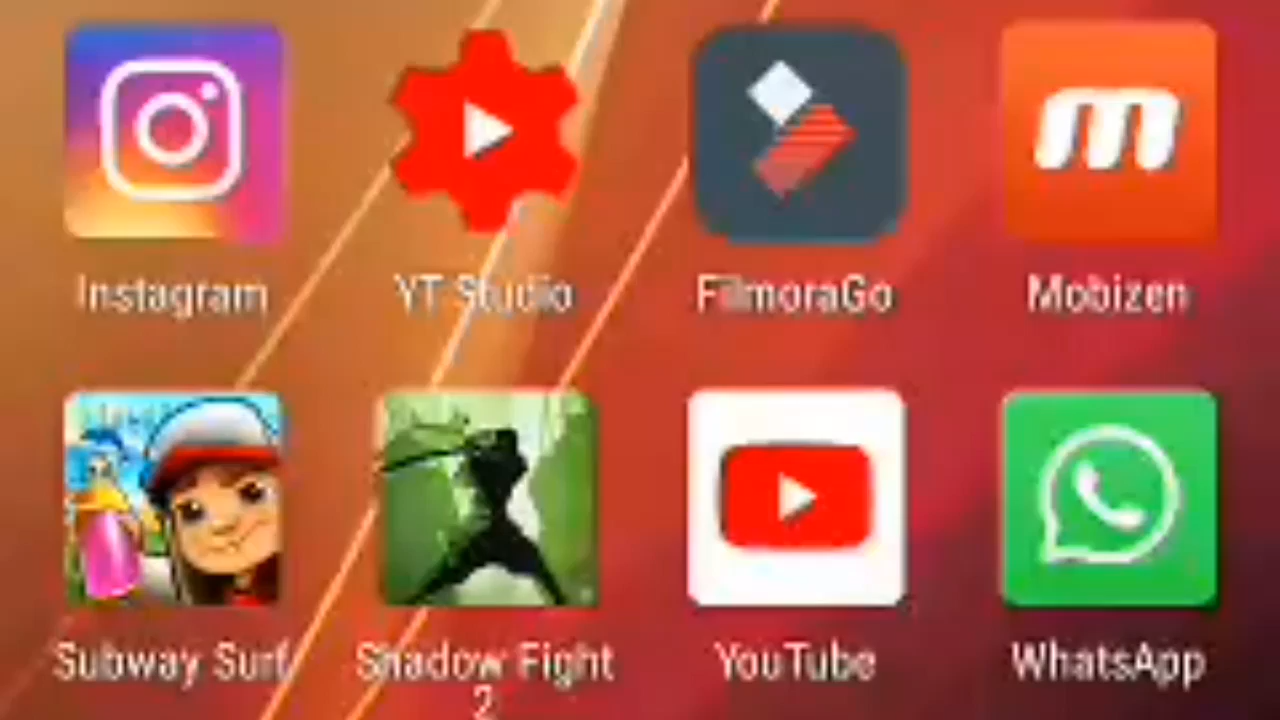 Instagram
YT Studio
FilmoraGo
Mobizen
Subway Surf
Shadow Fight
2
YouTube
WhatsApp